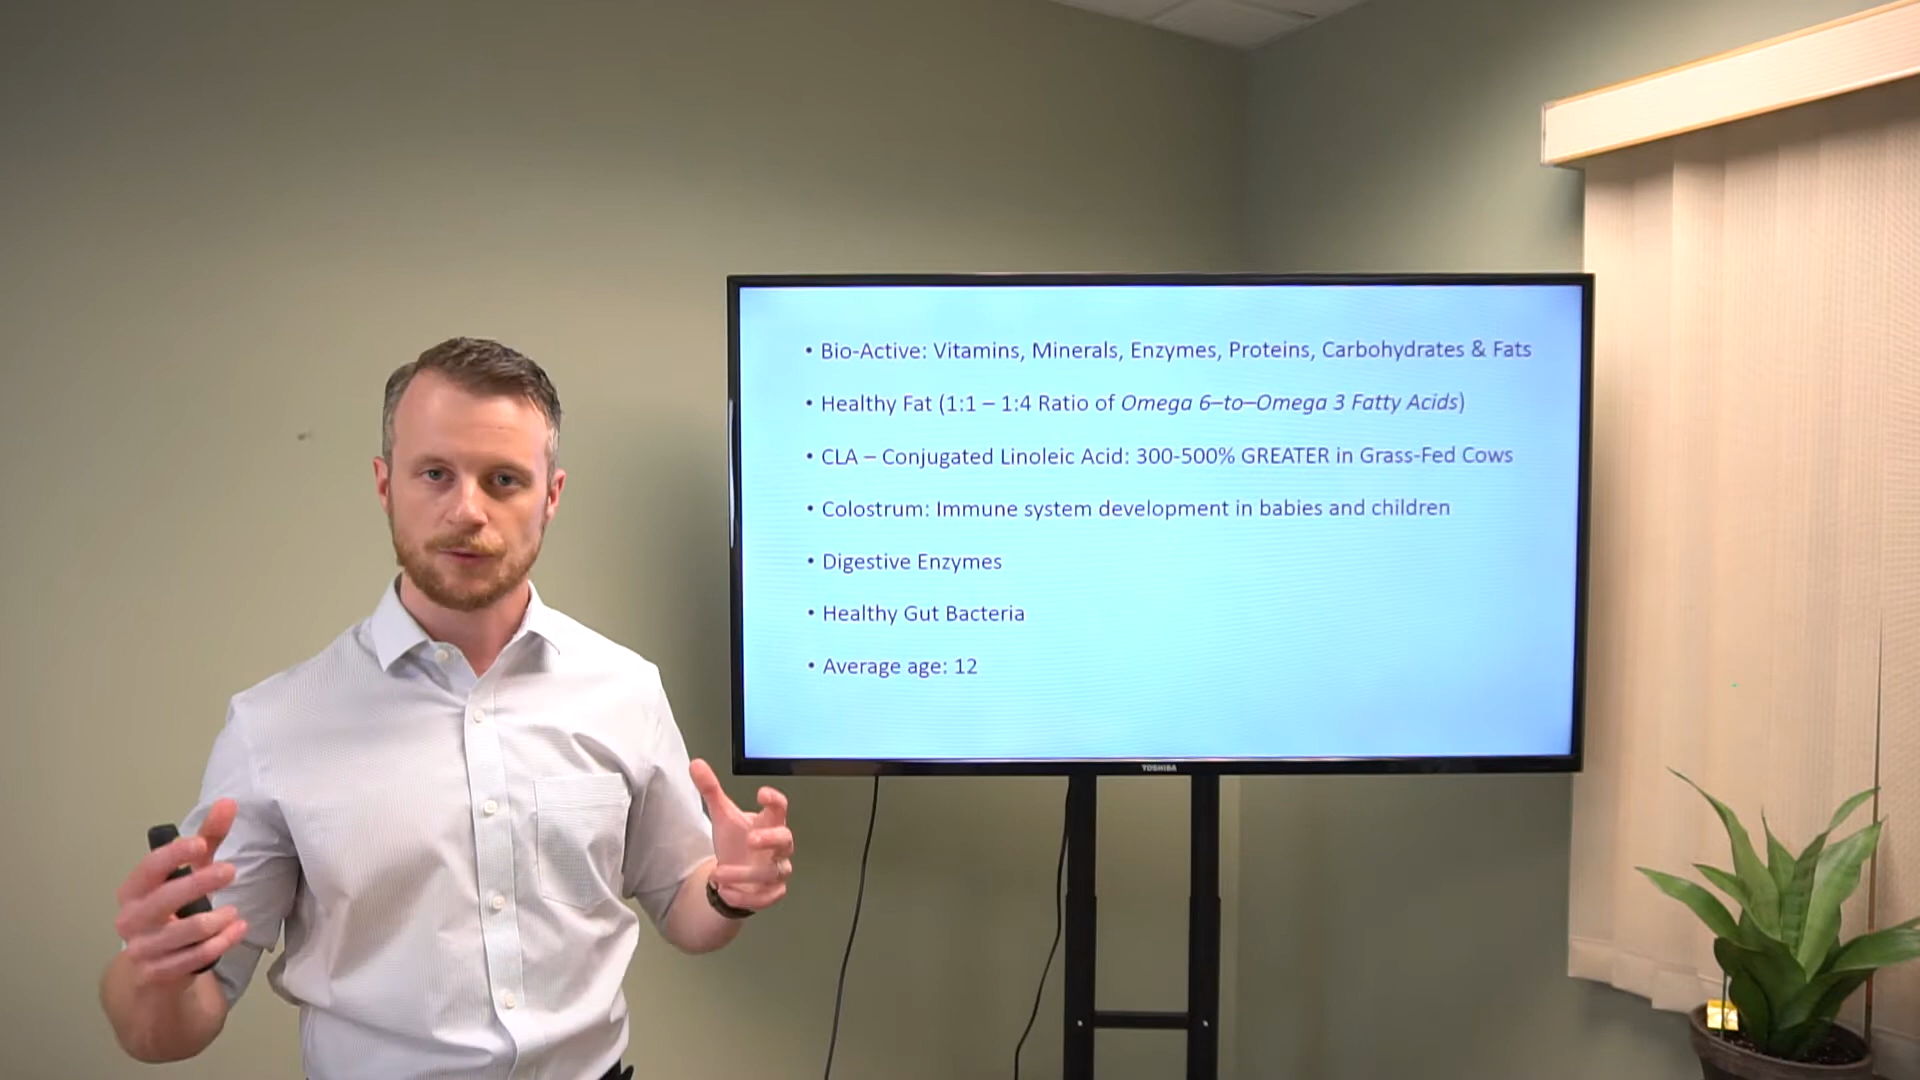 • Bio-Active: Vitamins, Minerals, Enzymes, Proteins, Carbohydrates & Fats
• Healthy Fat (1:1 – 1:4 Ratio of Omega 6–to–Omega 3 Fatty Acids)
• CLA – Conjugated Linoleic Acid: 300-500% GREATER in Grass-Fed Cows
• Colostrum: Immune system development in babies and children
• Digestive Enzymes
• Healthy Gut Bacteria
• Average age: 12
TOSHIBA